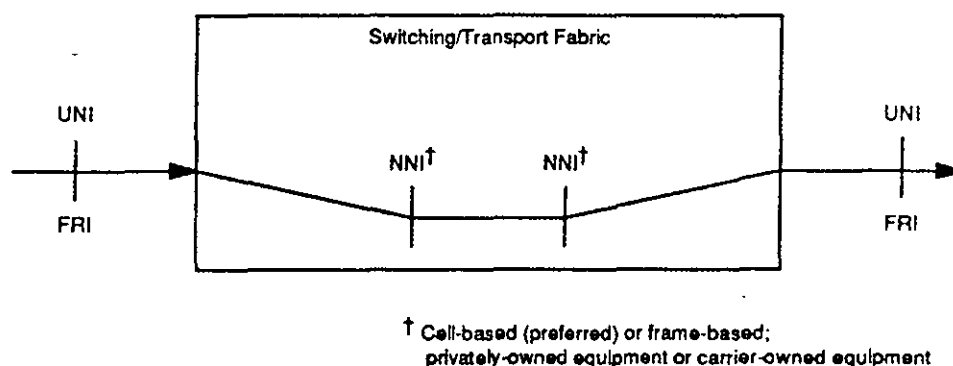 Switching/Transport Fabric
UNI
UNI
NNI†
NNI†
FRI
FRI
† Cell-based (preferred) or frame-based;
privately-owned equipment or carrier-owned equipment